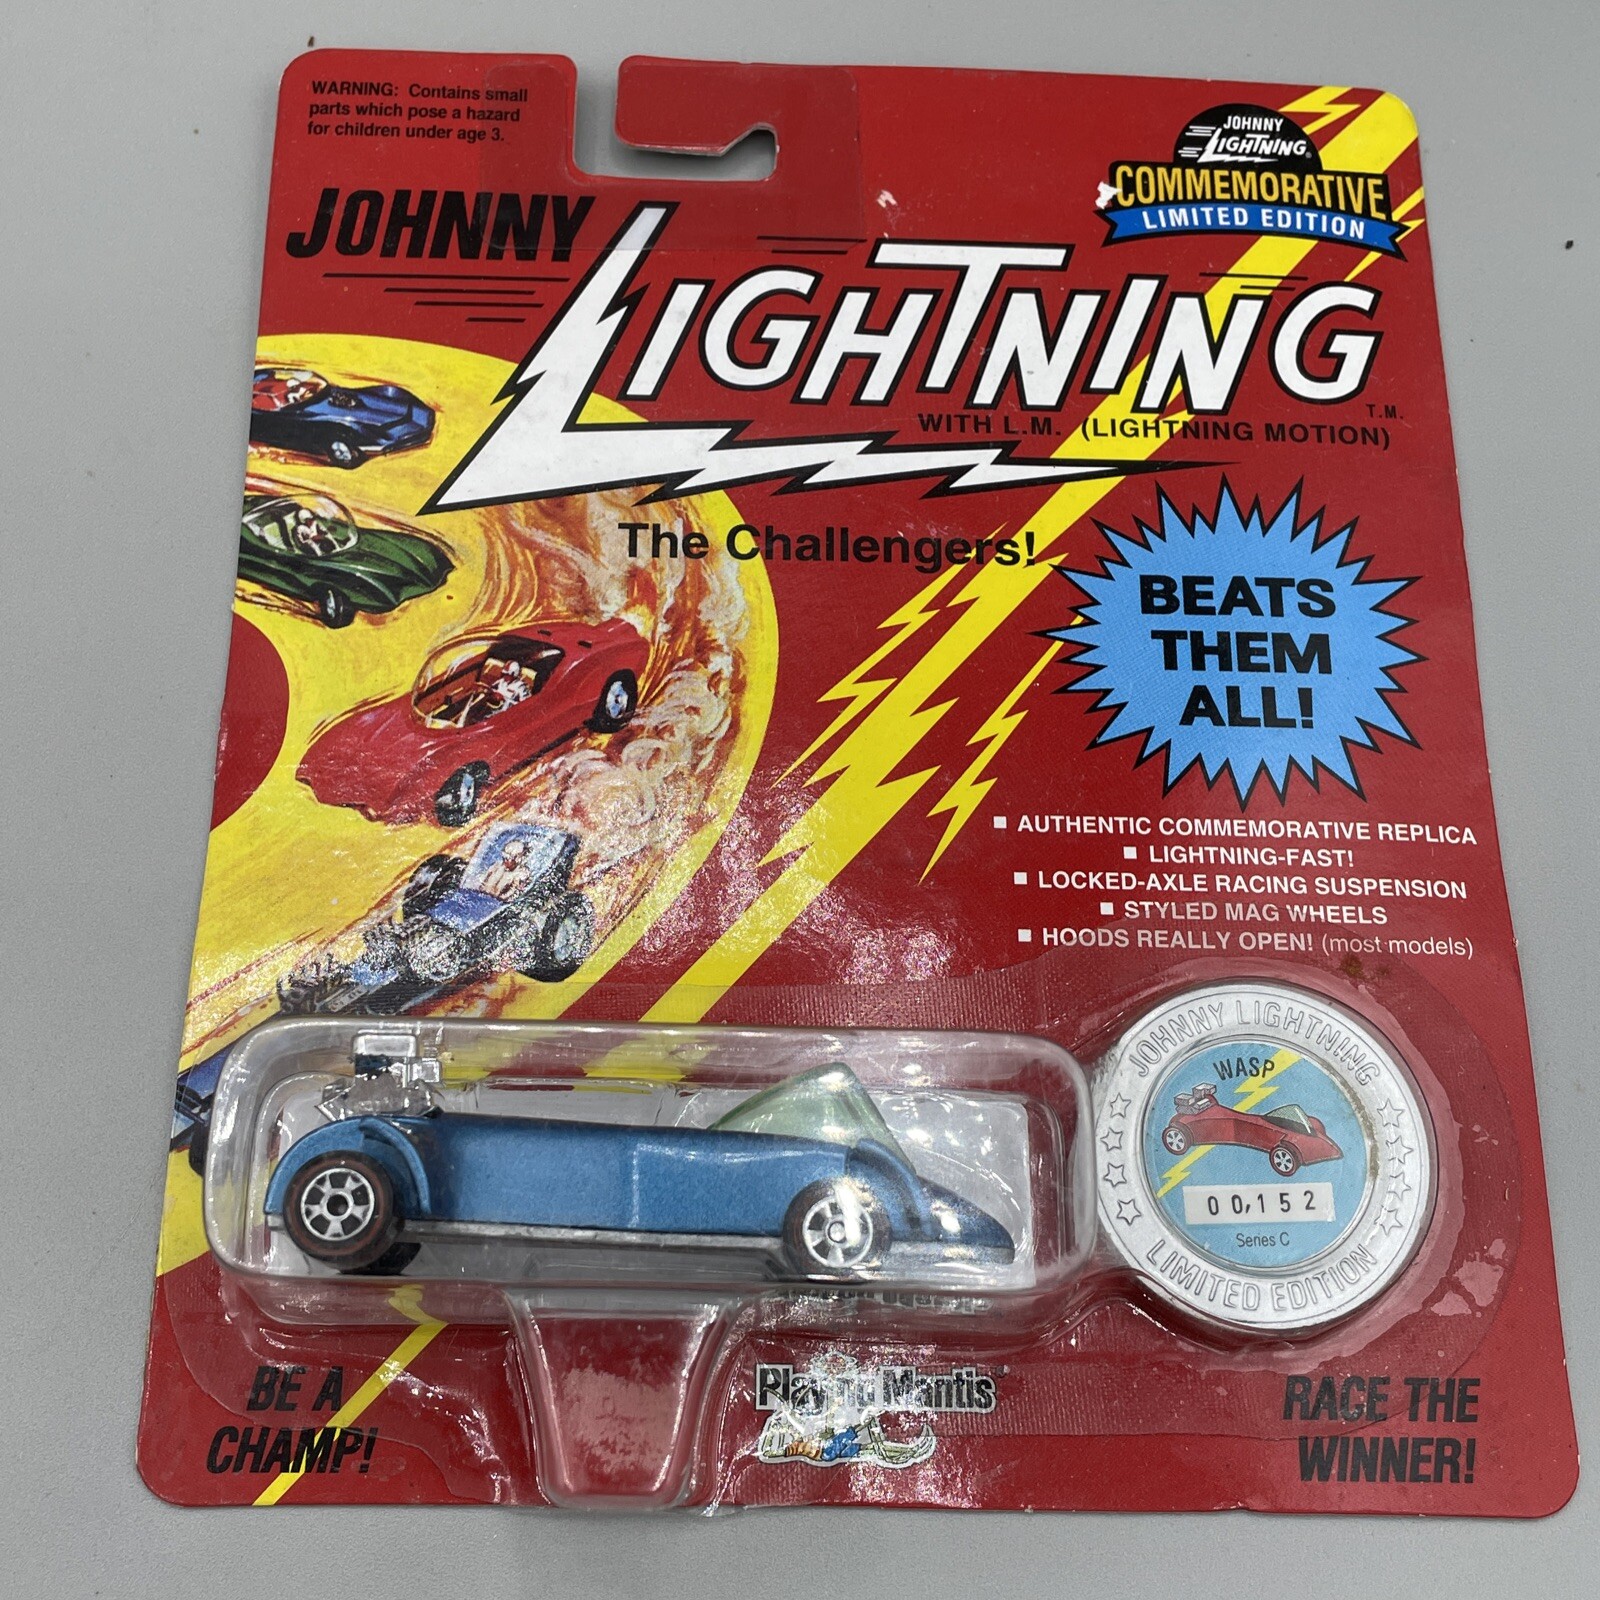 WARNING: Contains small
parts which pose a hazard
for children under age 3.
JOHNNY
LIGHTNING®
COMMEMORATIVE
LIMITED EDITION
JOHNNY
LIGHTNING
T.M.
WITH L.M. (LIGHTNING MOTION)
The Challengers!
BEATS
THEM
ALL!
■ AUTHENTIC COMMEMORATIVE REPLICA
■ LIGHTNING-FAST!
■ LOCKED-AXLE RACING SUSPENSION
■ STYLED MAG WHEELS
■ HOODS REALLY OPEN! (most models)
JOHNNY LIGHTNING
WASP
00,152
Series C
LIMITED EDITION
BE A
CHAMP!
Playing Mantis™
RACE THE
WINNER!